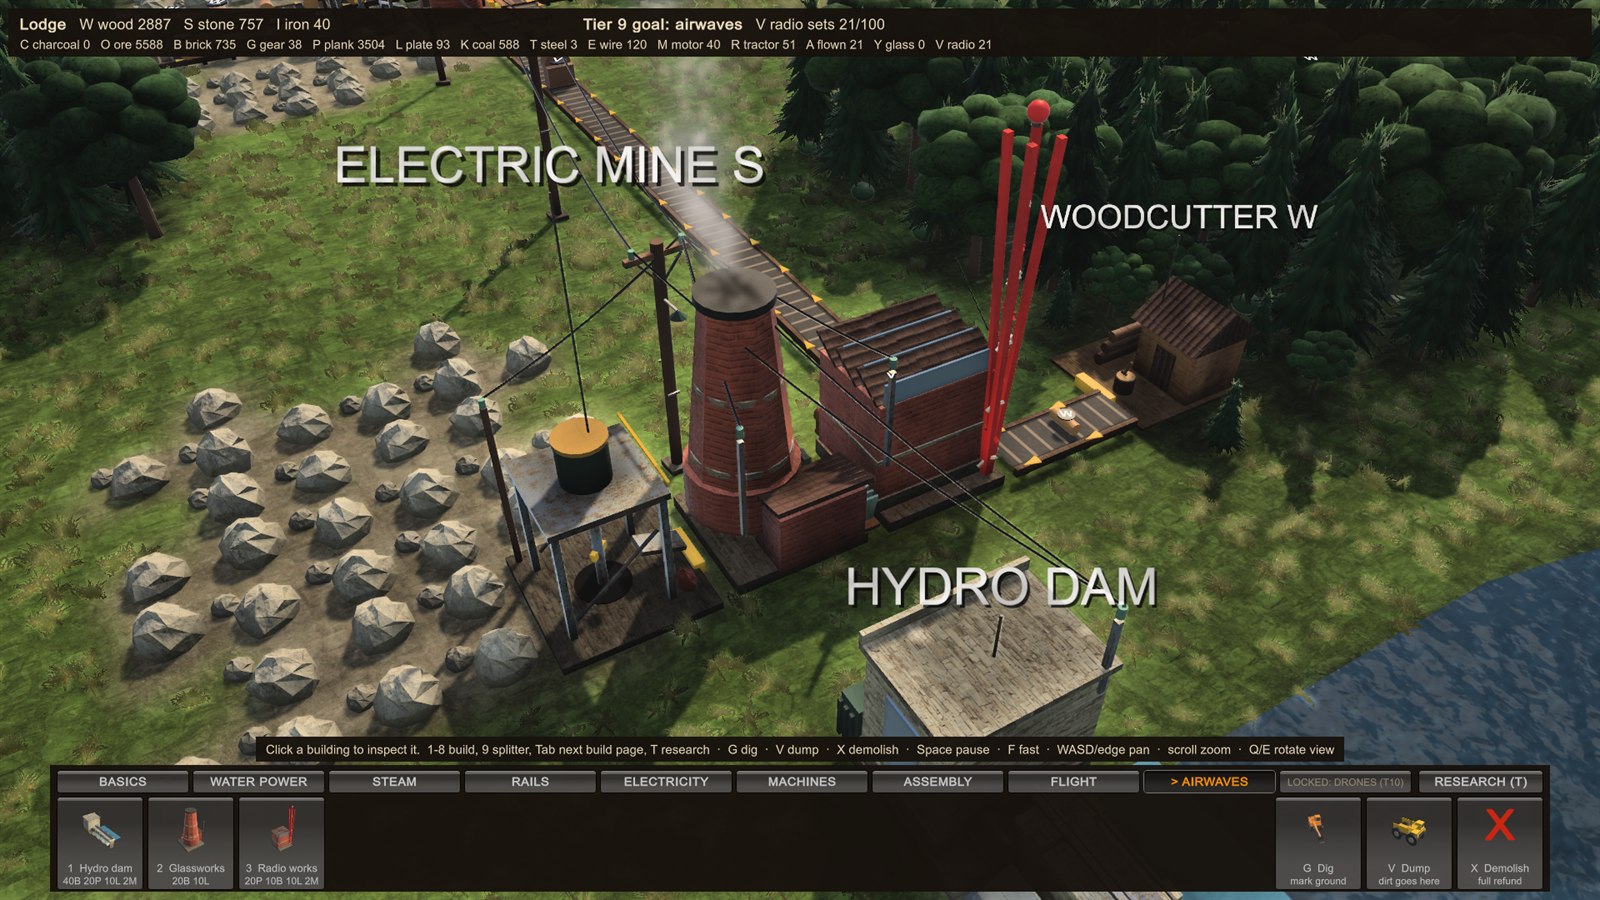 Lodge W wood 2887 S stone 757 I iron 40 Tier 9 goal: airwaves V radio sets 21/100
C charcoal 0 O ore 5588 B brick 735 G gear 38 P plank 3504 L plate 93 K coal 588 T steel 3 E wire 120 M motor 40 R tractor 51 A flown 21 Y glass 0 V radio 21
ELECTRIC MINE S
WOODCUTTER W
W
HYDRO DAM
Click a building to inspect it. 1-8 build, 9 splitter, Tab next build page, T research · G dig · V dump · X demolish · Space pause · F fast · WASD/edge pan · scroll zoom · Q/E rotate view
BASICS WATER POWER STEAM RAILS ELECTRICITY MACHINES ASSEMBLY FLIGHT > AIRWAVES LOCKED: DRONES (T10) RESEARCH (T)
1 Hydro dam 2 Glassworks 3 Radio works G Dig V Dump X Demolish
40B 20P 10L 2M 20B 10L 20P 10B 10L 2M mark ground dirt goes here full refund